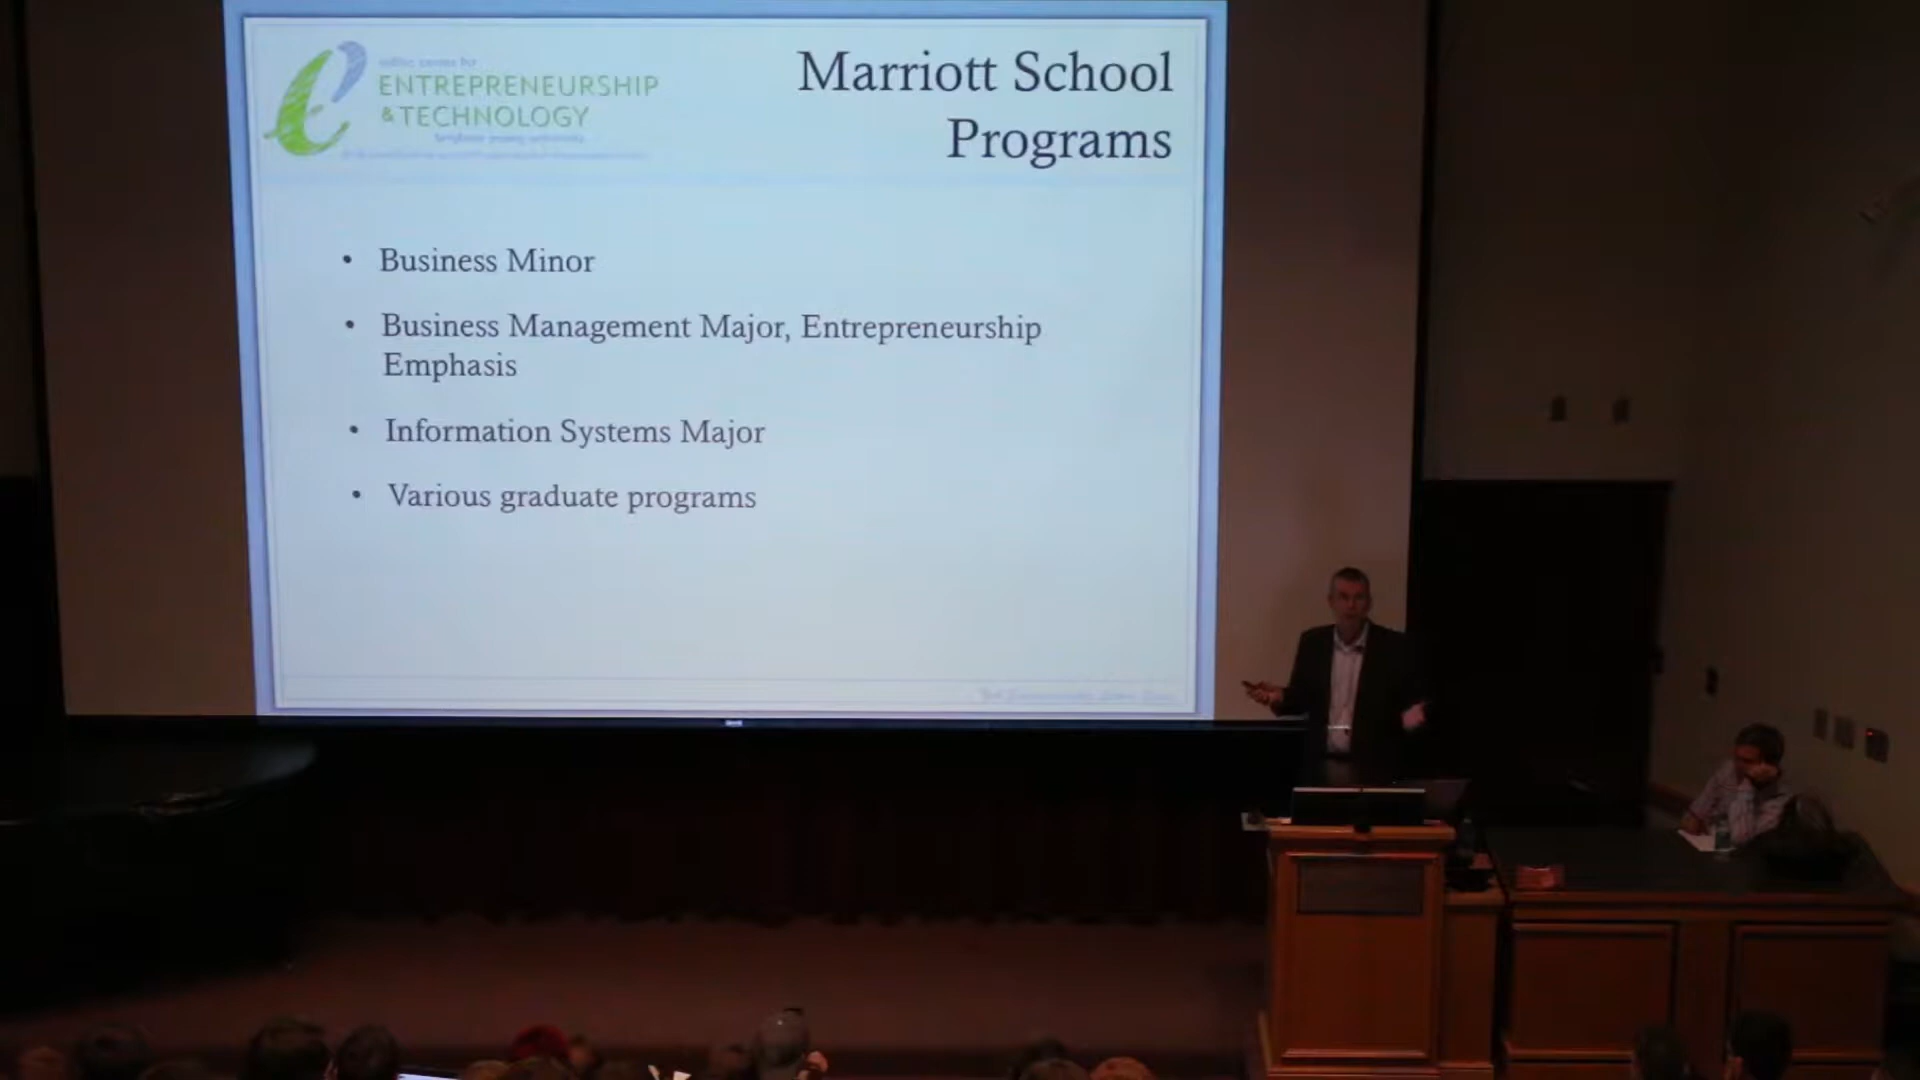 ENTREPRENEURSHIP
& TECHNOLOGY
Marriott School
Programs
• Business Minor
• Business Management Major, Entrepreneurship
Emphasis
• Information Systems Major
• Various graduate programs